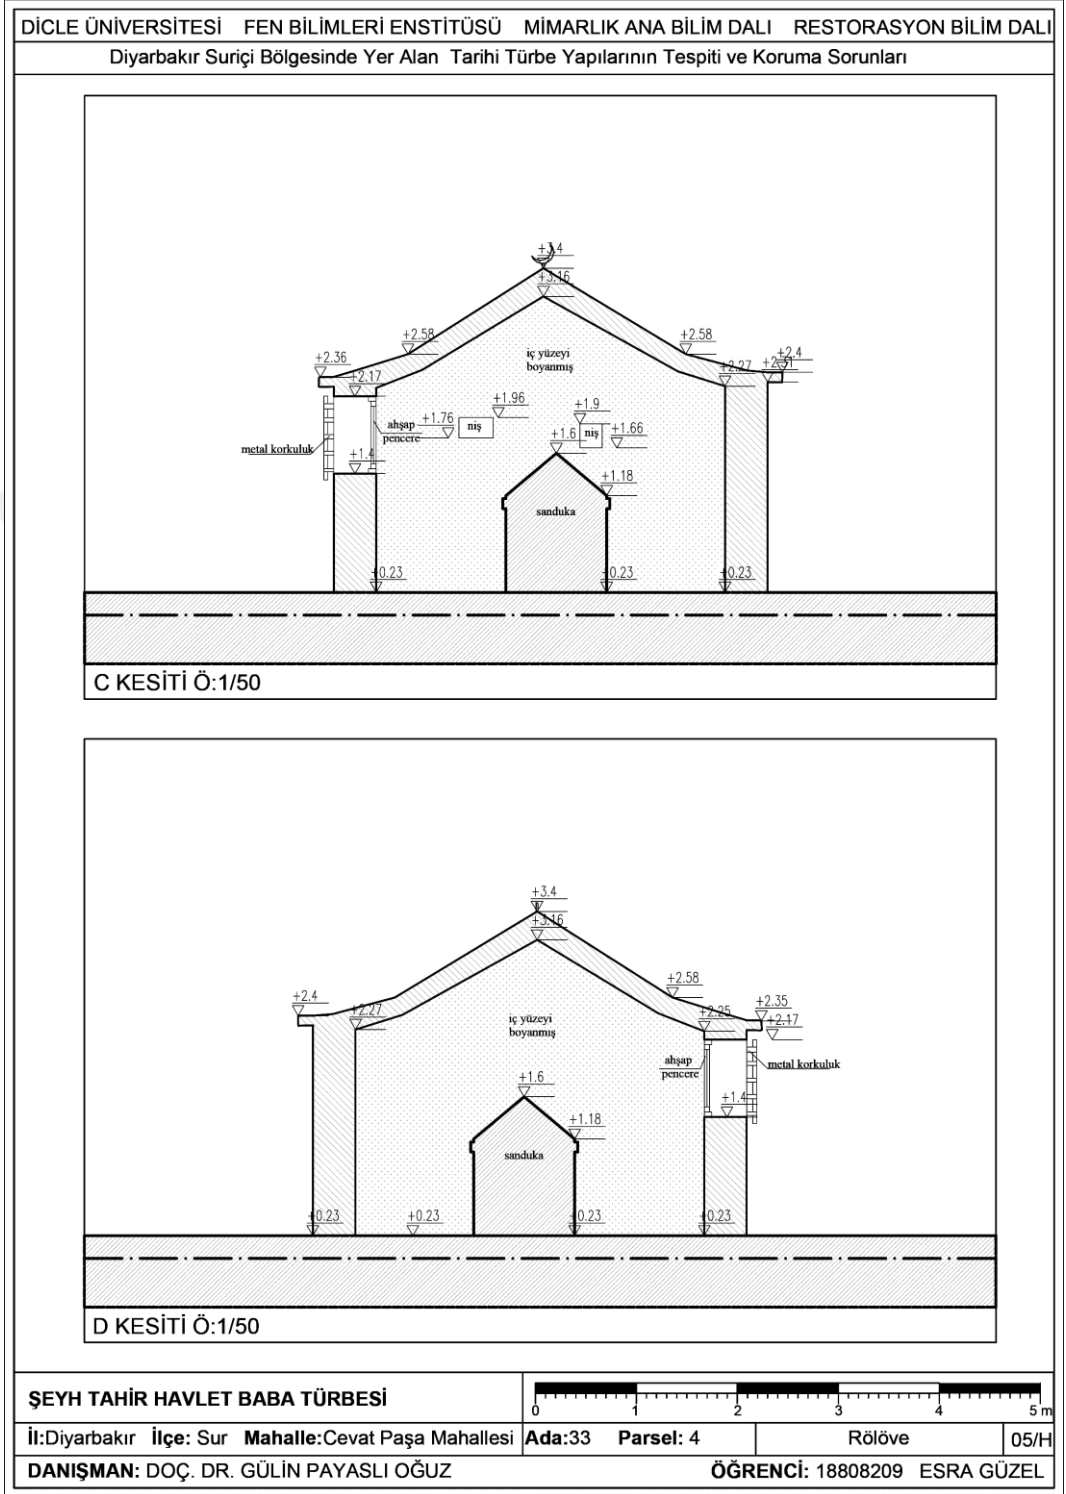 DİCLE ÜNİVERSİTESİ FEN BİLİMLERİ ENSTİTÜSÜ MİMARLIK ANA BİLİM DALI RESTORASYON BİLİM DALI
Diyarbakır Suriçi Bölgesinde Yer Alan Tarihi Türbe Yapılarının Tespiti ve Koruma Sorunları
+3.4
+3.16
+2.58
+2.58
+2.36
+2.4
iç yüzeyi
boyanmış
+2.17
+2.27
+1.96
+1.9
+1.76
niş
ahşap
pencere
+1.6
niş
+1.66
metal korkuluk
+1.4
+1.18
sanduka
+0.23
+0.23
+0.23
C KESİTİ Ö:1/50
+3.4
+3.16
+2.58
+2.4
+2.35
+2.27
iç yüzeyi
boyanmış
+2.25
+2.17
ahşap
pencere
metal korkuluk
+1.6
+1.4
+1.18
sanduka
+0.23
+0.23
+0.23
+0.23
D KESİTİ Ö:1/50
ŞEYH TAHİR HAVLET BABA TÜRBESİ
0 1 2 3 4 5 m
İl:Diyarbakır İlçe: Sur Mahalle:Cevat Paşa Mahallesi Ada:33 Parsel: 4 Rölöve 05/H
DANIŞMAN: DOÇ. DR. GÜLİN PAYASLI OĞUZ ÖĞRENCİ: 18808209 ESRA GÜZEL